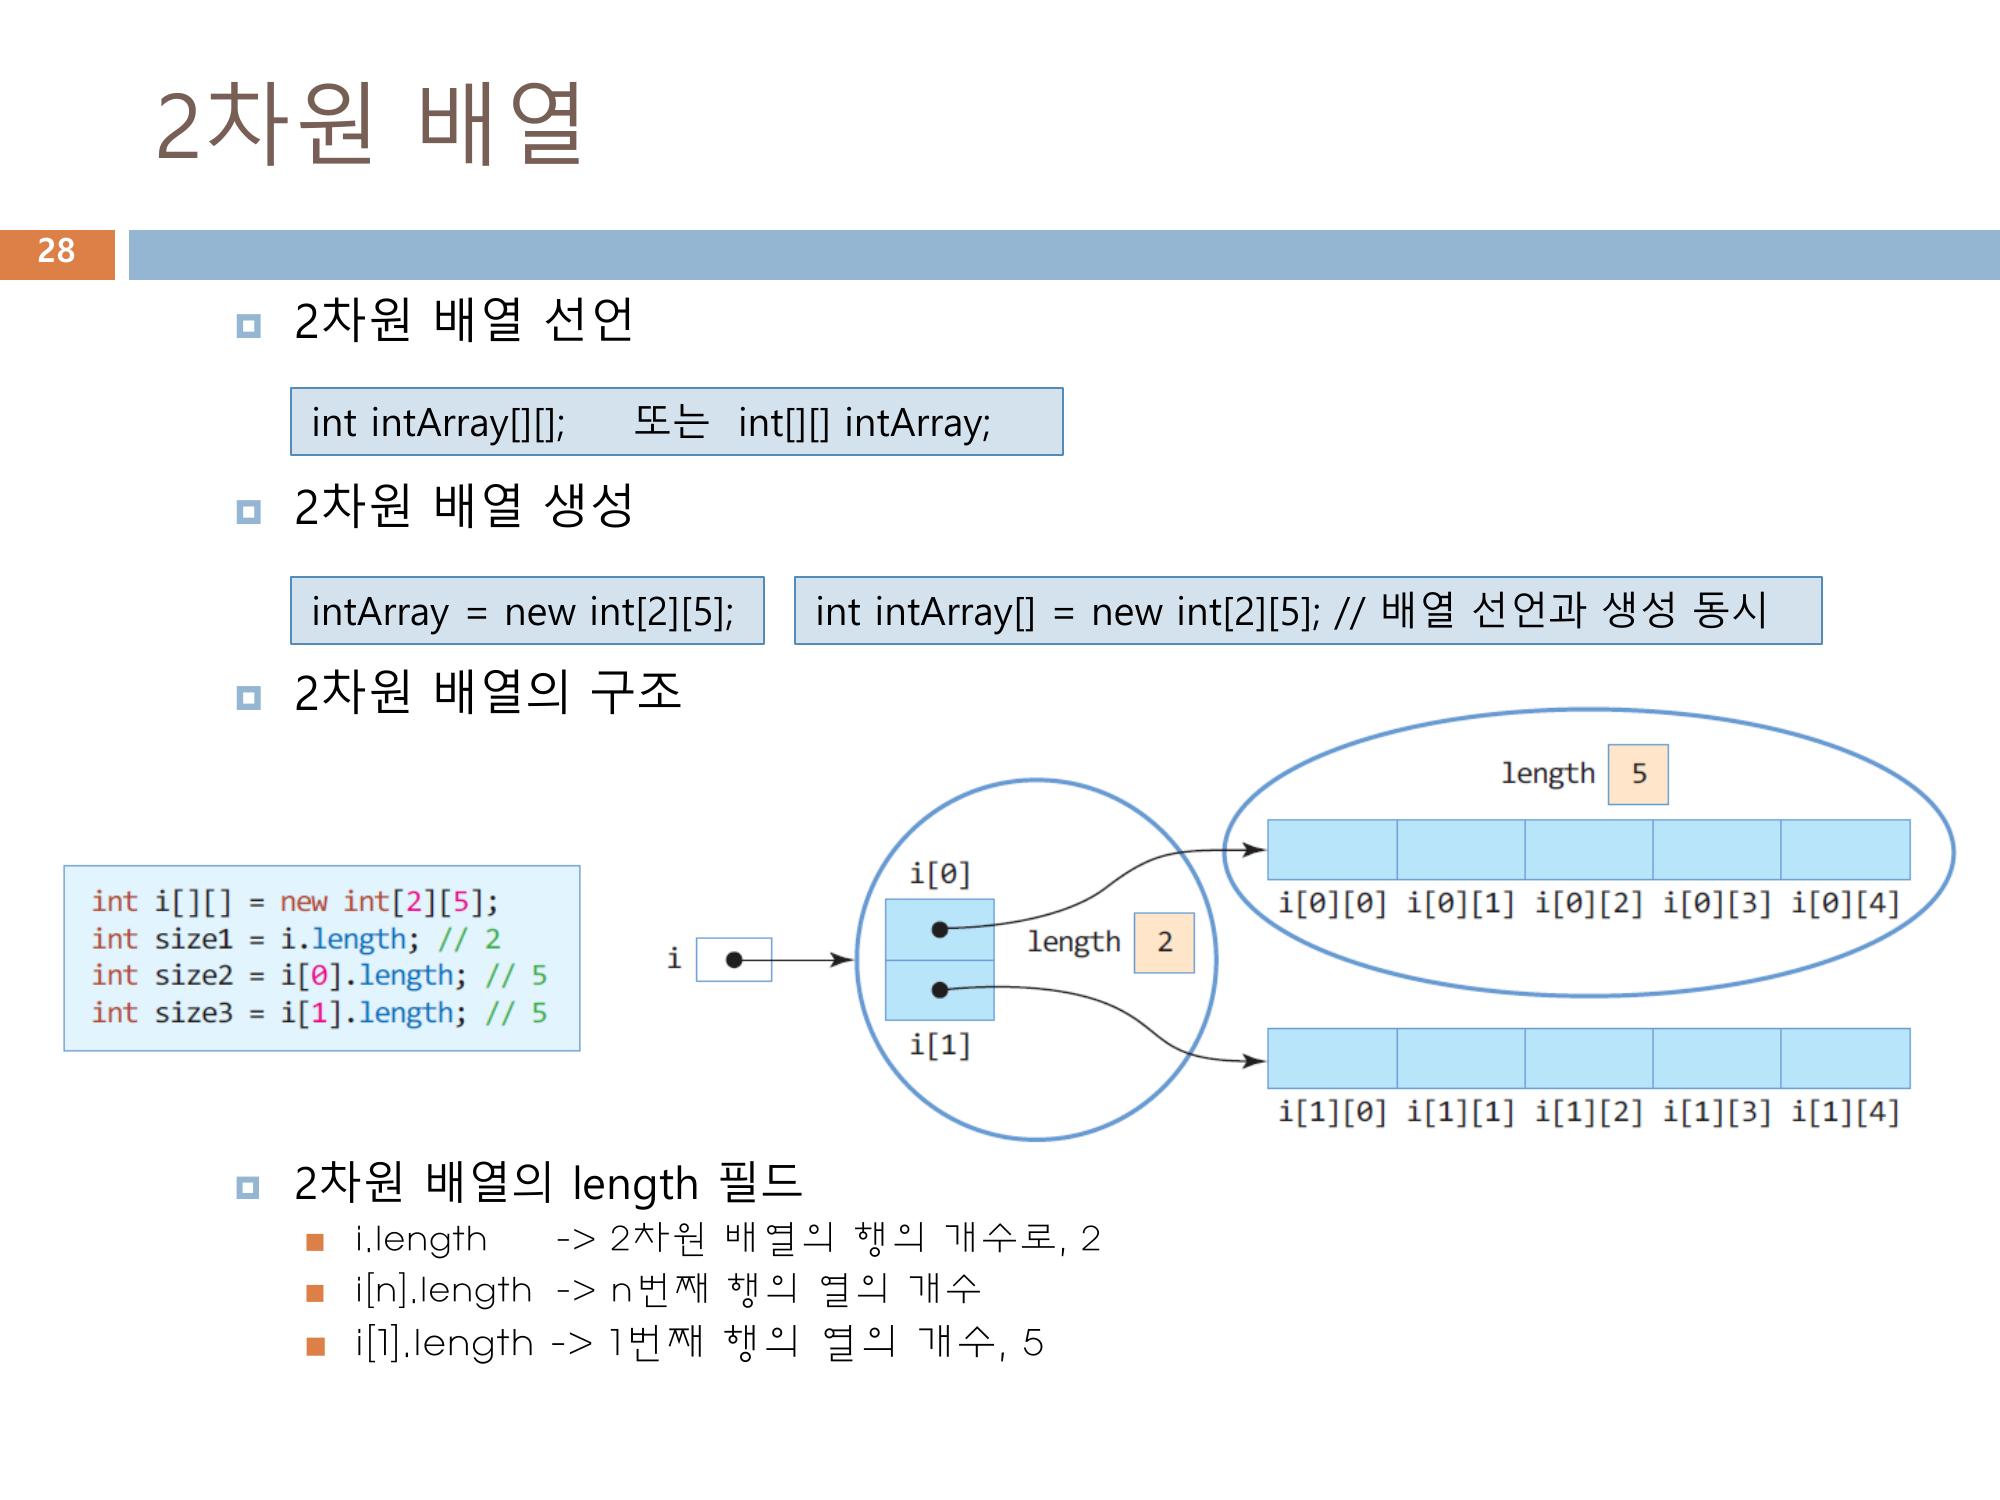 2차원 배열
28
2차원 배열 선언
int intArray[][]; 또는 int[][] intArray;
2차원 배열 생성
intArray = new int[2][5];
int intArray[] = new int[2][5]; // 배열 선언과 생성 동시
2차원 배열의 구조
int i[][] = new int[2][5];
int size1 = i.length; // 2
int size2 = i[0].length; // 5
int size3 = i[1].length; // 5
i
i[0]
length 2
i[1]
length 5
i[0][0] i[0][1] i[0][2] i[0][3] i[0][4]
i[1][0] i[1][1] i[1][2] i[1][3] i[1][4]
2차원 배열의 length 필드
i.length -> 2차원 배열의 행의 개수로, 2
i[n].length -> n번째 행의 열의 개수
i[1].length -> 1번째 행의 열의 개수, 5